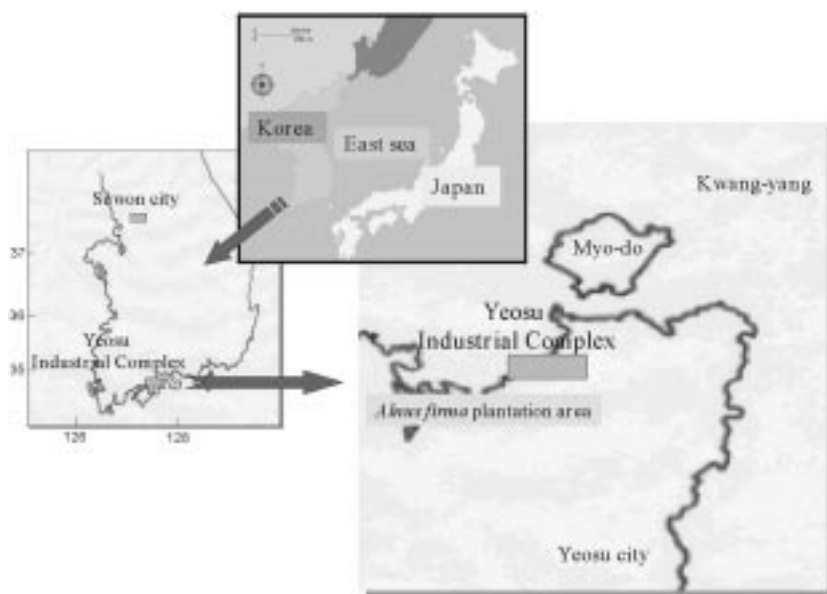 Korea
East sea
Japan
Suwon city
37
36
35
126
128
Yeosu
Industrial Complex
Kwang-yang
Myo-do
Yeosu
Industrial Complex
Alnus firma plantation area
Yeosu city